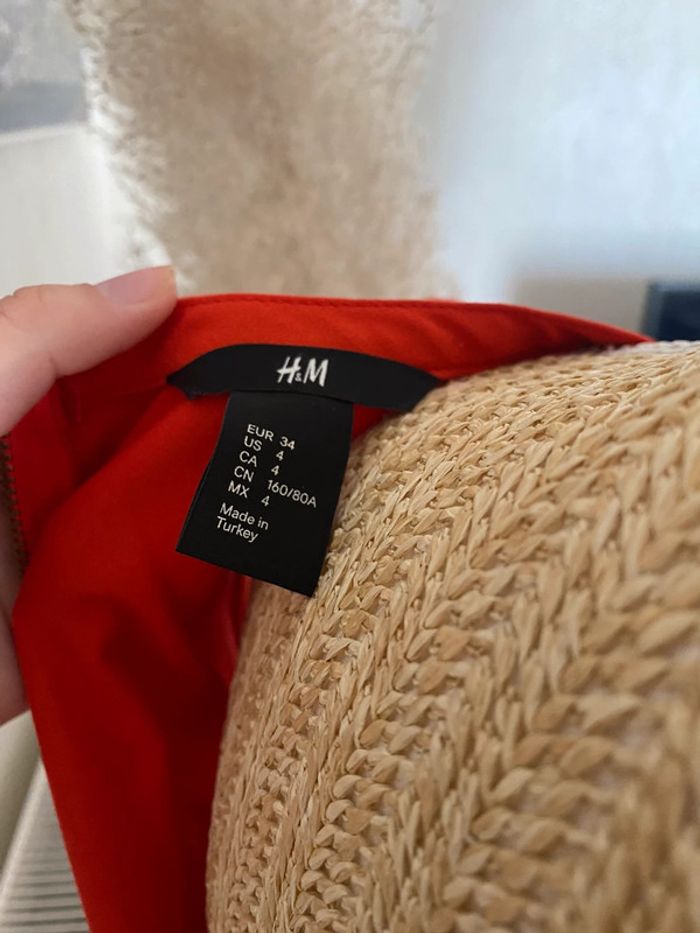 H&M
EUR 34
US 4
CA 4
CN 160/80A
MX 4
Made in
Turkey